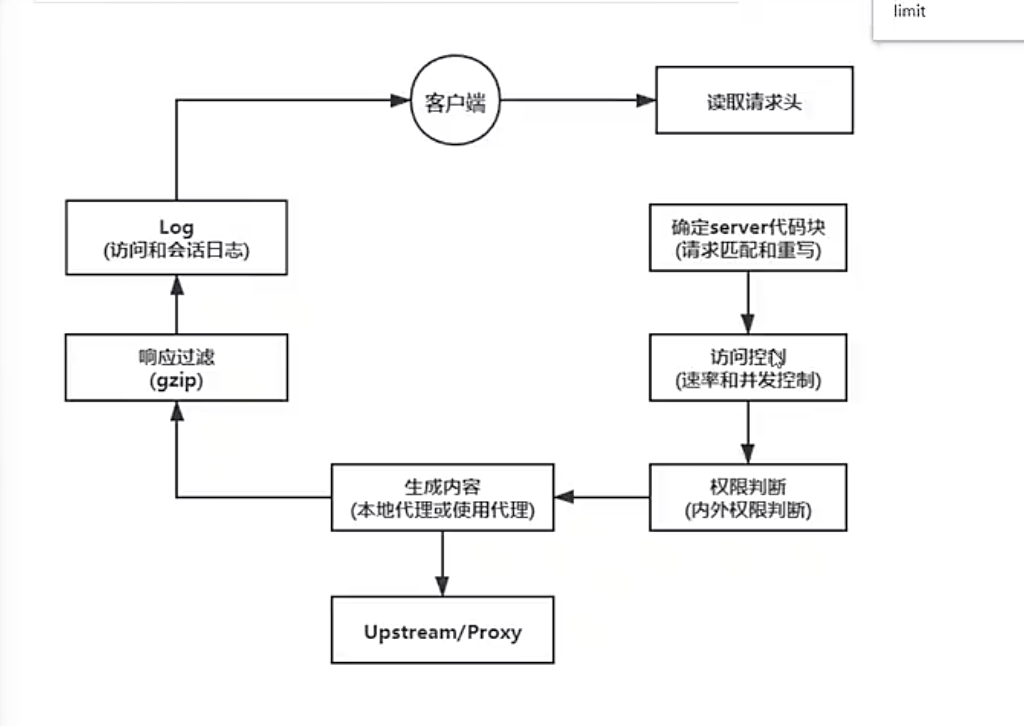 limit
客户端
读取请求头
Log
(访问和会话日志)
确定server代码块
(请求匹配和重写)
响应过滤
(gzip)
访问控制
(速率和并发控制)
生成内容
(本地代理或使用代理)
权限判断
(内外权限判断)
Upstream/Proxy